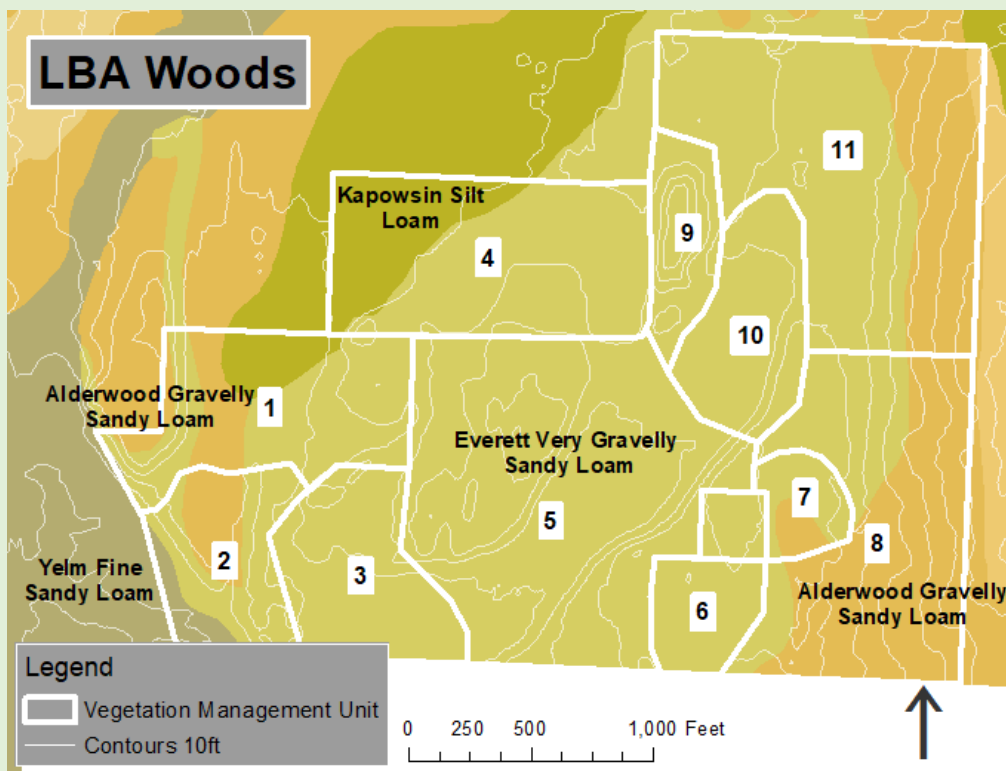 LBA Woods
11
Kapowsin Silt
Loam
9
4
10
Alderwood Gravelly
Sandy Loam
1
Everett Very Gravelly
Sandy Loam
7
5
8
2
3
Yelm Fine
Sandy Loam
6
Alderwood Gravelly
Sandy Loam
Legend
Vegetation Management Unit
Contours 10ft
0 250 500 1,000 Feet